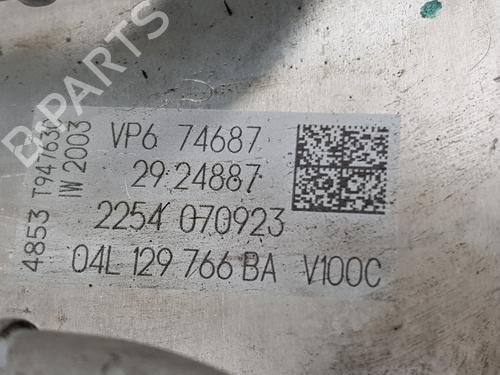 4853 T947630
IW 2003
VP6 74687
29 24887
2254 070923
04L 129 766 BA V100C
B-PARTS